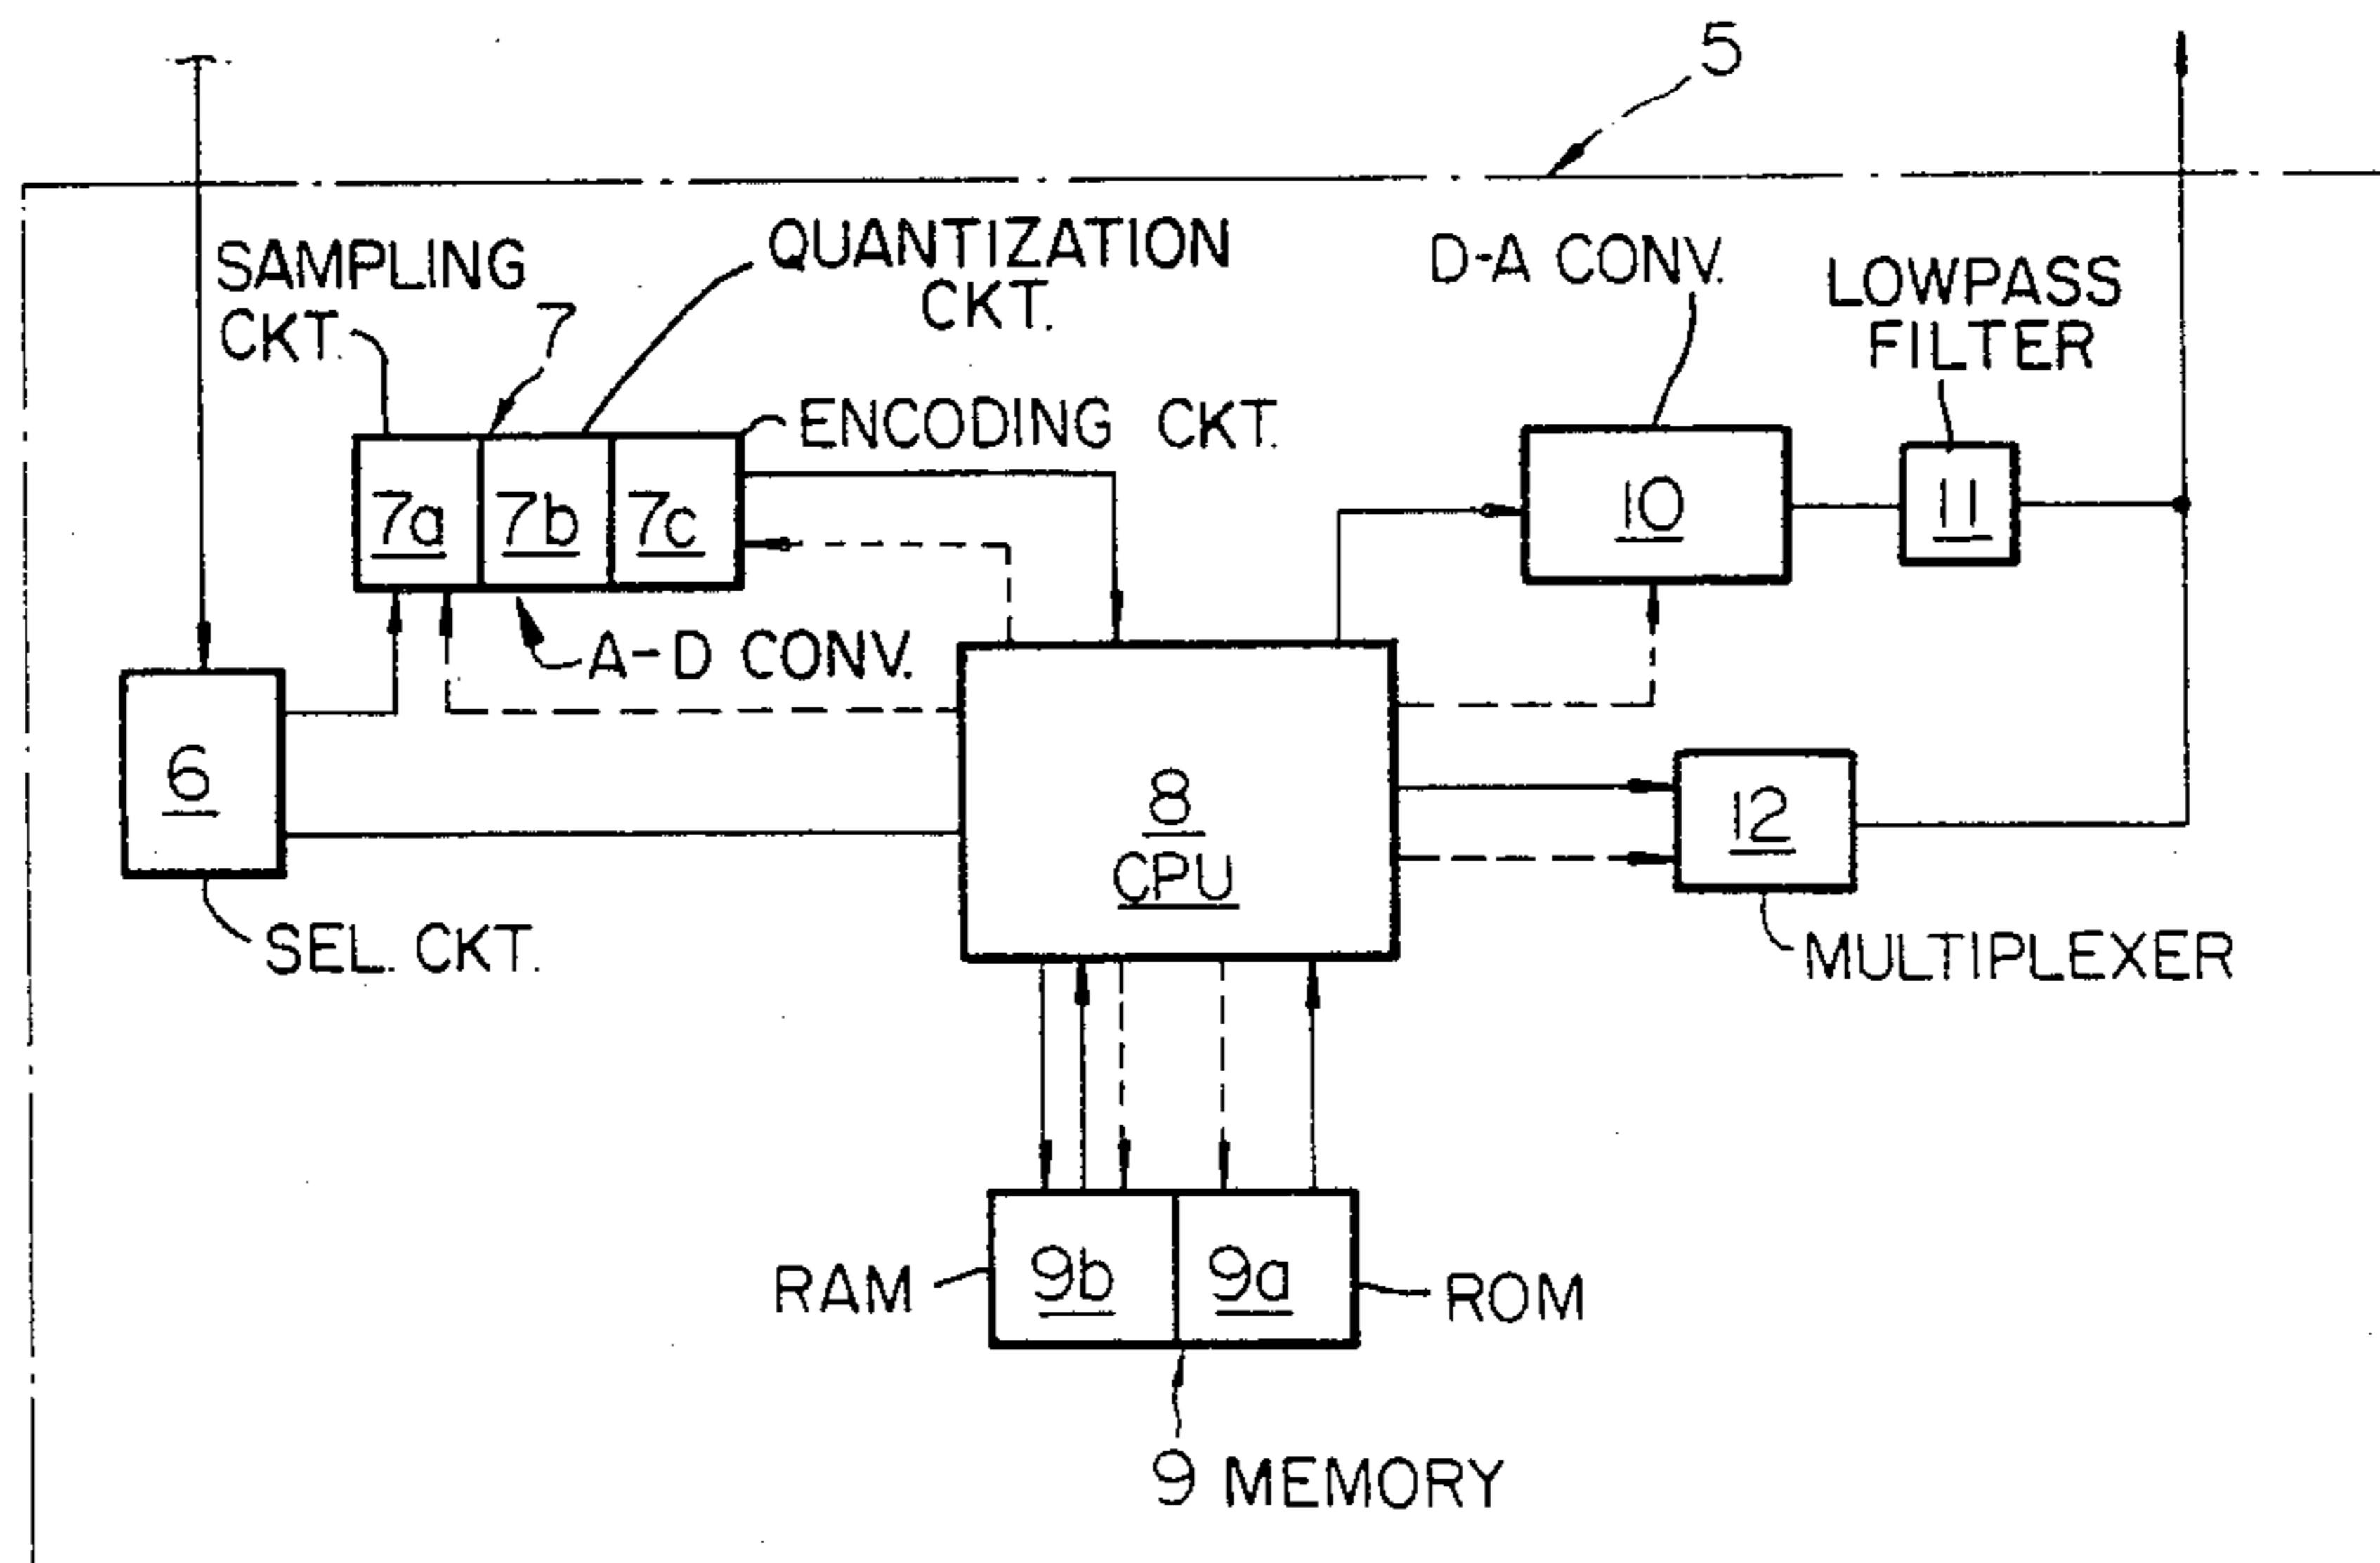 5
SAMPLING
CKT.
7
QUANTIZATION
CKT.
D-A CONV.
LOWPASS
FILTER
ENCODING CKT.
7a
7b
7c
10
11
A-D CONV.
6
8
CPU
12
SEL. CKT.
MULTIPLEXER
RAM
9b
9a
ROM
9 MEMORY